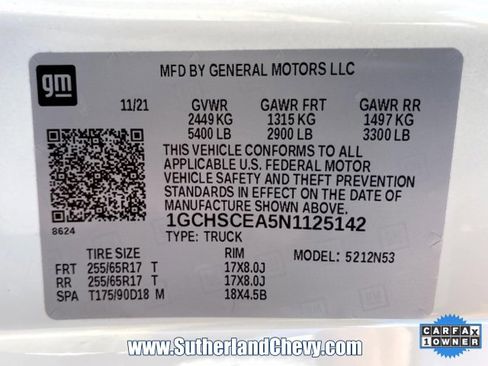 gm
MFD BY GENERAL MOTORS LLC
11/21 GVWR GAWR FRT GAWR RR
2449 KG 1315 KG 1497 KG
5400 LB 2900 LB 3300 LB
THIS VEHICLE CONFORMS TO ALL
APPLICABLE U.S. FEDERAL MOTOR
VEHICLE SAFETY AND THEFT PREVENTION
STANDARDS IN EFFECT ON THE DATE OF
MANUFACTURE SHOWN ABOVE.
8624 1GCHSCEA5N1125142
TYPE: TRUCK
TIRE SIZE RIM MODEL: 5212N53
FRT 255/65R17 T 17X8.0J
RR 255/65R17 T 17X8.0J
SPA T175/90D18 M 18X4.5B
www.SutherlandChevy.com
CARFAX
1 OWNER